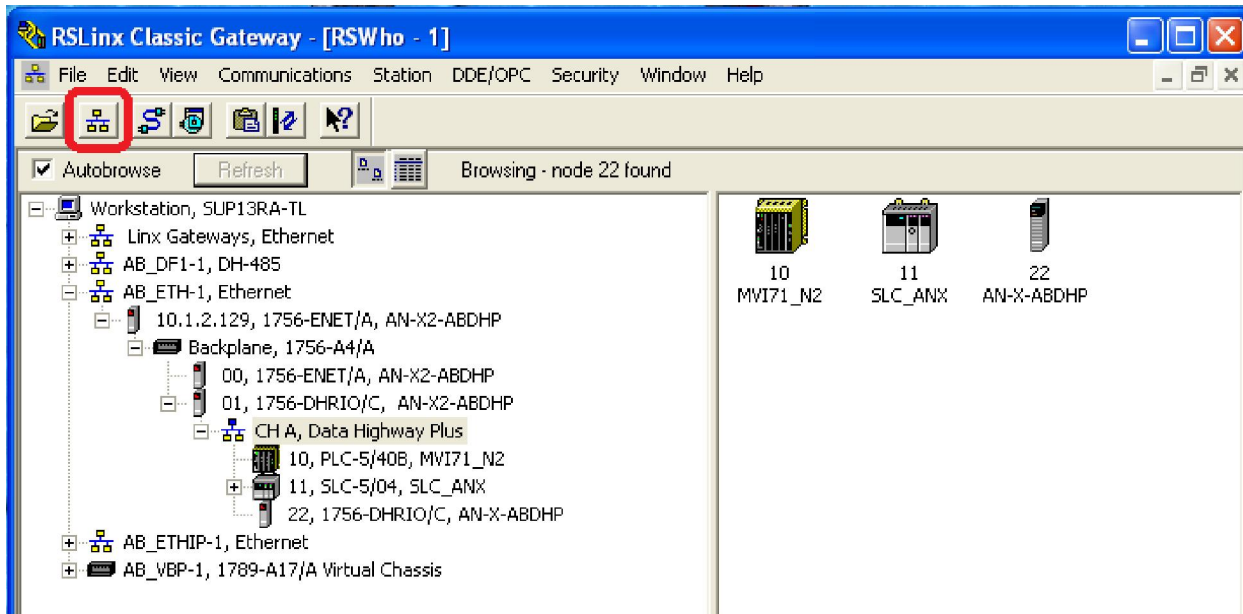 RSLinx Classic Gateway - [RSWho - 1]
File Edit View Communications Station DDE/OPC Security Window Help
Autobrowse Refresh Browsing - node 22 found
Workstation, SUP13RA-TL
Linx Gateways, Ethernet
AB_DF1-1, DH-485
AB_ETH-1, Ethernet
10.1.2.129, 1756-ENET/A, AN-X2-ABDHP
Backplane, 1756-A4/A
00, 1756-ENET/A, AN-X2-ABDHP
01, 1756-DHRIO/C, AN-X2-ABDHP
CH A, Data Highway Plus
10, PLC-5/40B, MVI71_N2
11, SLC-5/04, SLC_ANX
22, 1756-DHRIO/C, AN-X-ABDHP
AB_ETHIP-1, Ethernet
AB_VBP-1, 1789-A17/A Virtual Chassis
10 11 22
MVI71_N2 SLC_ANX AN-X-ABDHP